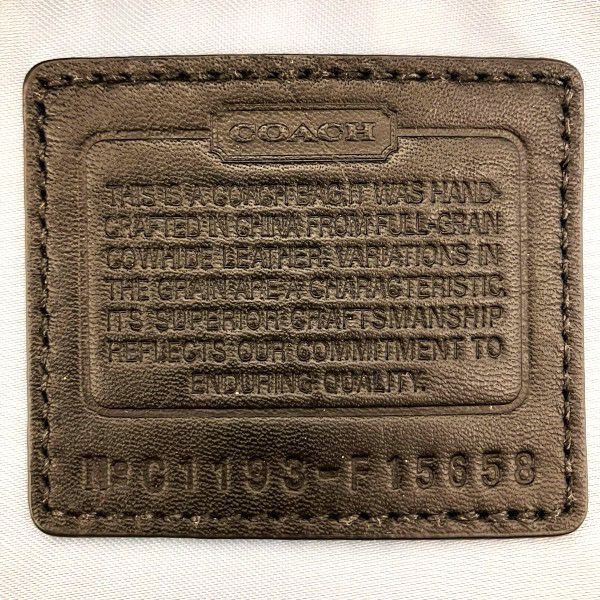 COACH
THIS IS A COACH BAG. IT WAS HAND-
CRAFTED IN CHINA FROM FULL-GRAIN
COWHIDE LEATHER. VARIATIONS IN
THE GRAIN ARE A CHARACTERISTIC.
ITS SUPERIOR CRAFTSMANSHIP
REFLECTS OUR COMMITMENT TO
ENDURING QUALITY.
Nº C1193-F15658